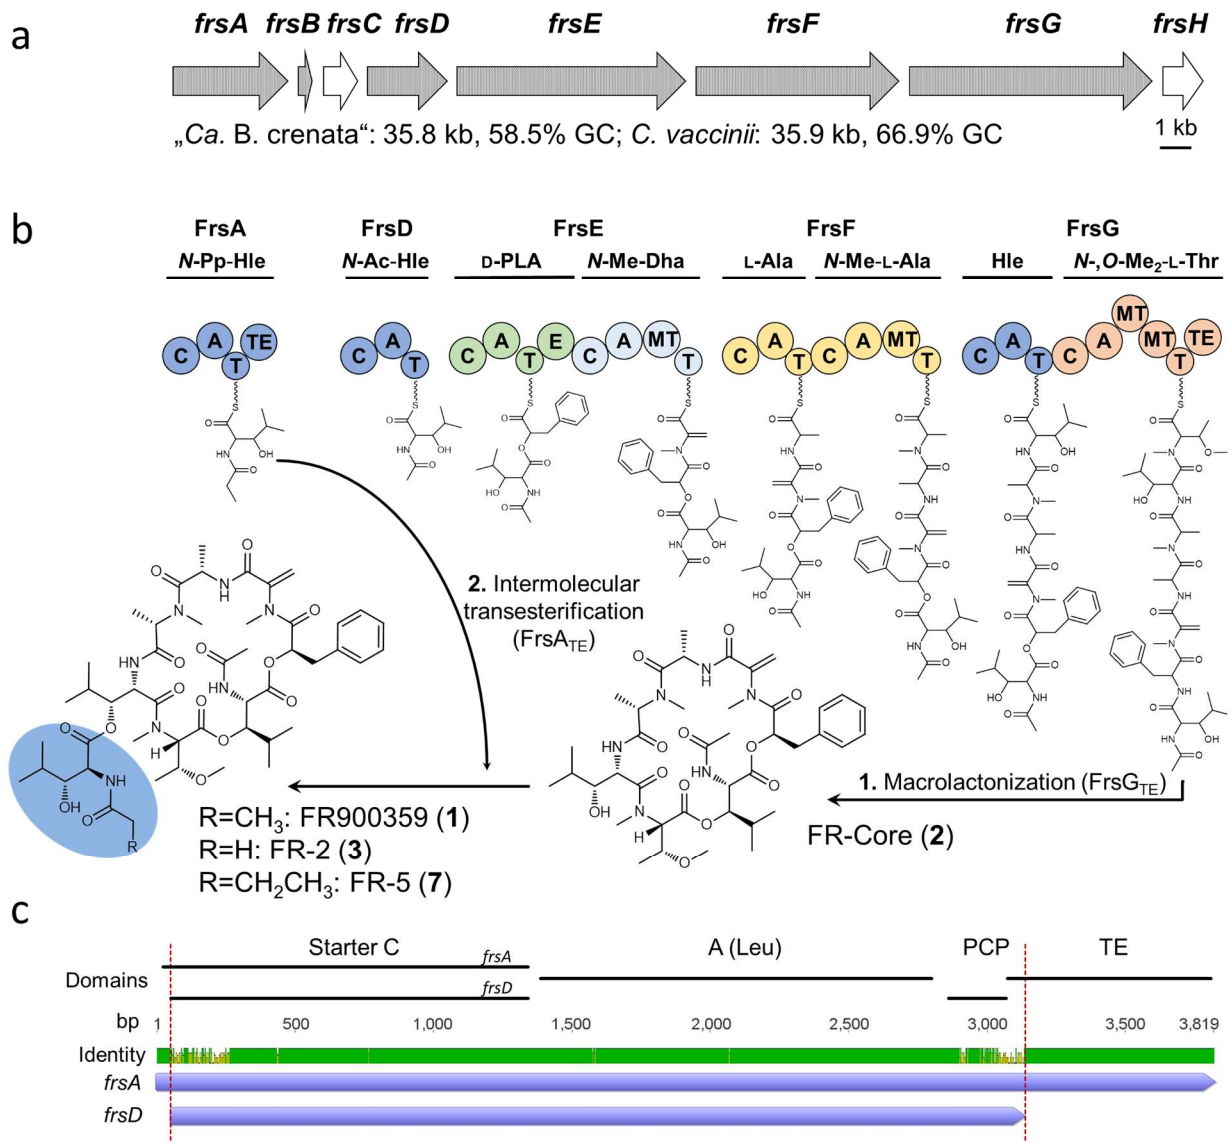 a
frsA frsB frsC frsD frsE frsF frsG frsH
„Ca. B. crenata“: 35.8 kb, 58.5% GC; C. vaccinii: 35.9 kb, 66.9% GC
1 kb
b
FrsA FrsD FrsE FrsF FrsG
N-Pp-Hle N-Ac-Hle D-PLA N-Me-Dha L-Ala N-Me-L-Ala Hle N-,O-Me₂-L-Thr
C A T TE C A T C A T E C A MT T C A T C A MT T C A T C A MT MT T TE
2. Intermolecular
transesterification
(FrsA_TE)
1. Macrolactonization (FrsG_TE)
FR-Core (2)
R=CH₃: FR900359 (1)
R=H: FR-2 (3)
R=CH₂CH₃: FR-5 (7)
c
Starter C frsA A (Leu) PCP TE
Domains
frsD
bp 1 500 1,000 1,500 2,000 2,500 3,000 3,500 3,819
Identity
frsA
frsD